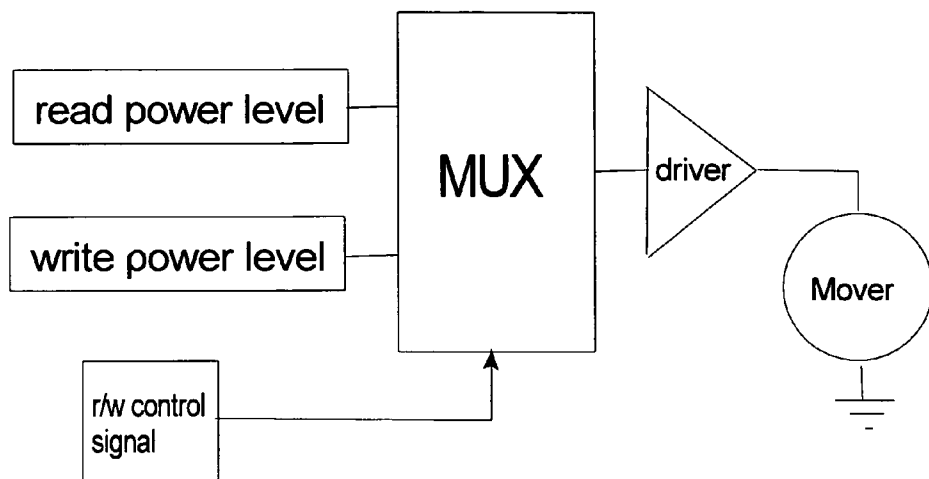 read power level
MUX
driver
write power level
Mover
r/w control
signal